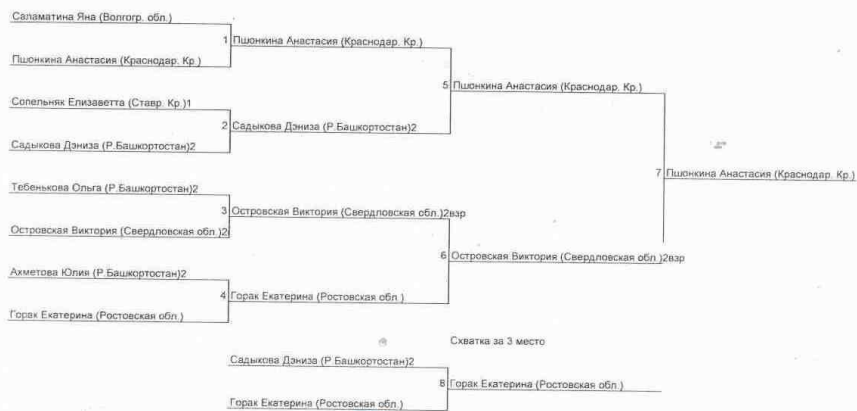 Саламатина Яна (Волгогр. обл.)
1 Пшонкина Анастасия (Краснодар. Кр.)
Пшонкина Анастасия (Краснодар. Кр.)
5 Пшонкина Анастасия (Краснодар. Кр.)
Сопельняк Елизаветта (Ставр. Кр.)1
2 Садыкова Дэниза (Р.Башкортостан)2
Садыкова Дэниза (Р.Башкортостан)2
7 Пшонкина Анастасия (Краснодар. Кр.)
Тебенькова Ольга (Р.Башкортостан)2
3 Островская Виктория (Свердловская обл.)2взр
Островская Виктория (Свердловская обл.)2
6 Островская Виктория (Свердловская обл.)2взр
Ахметова Юлия (Р.Башкортостан)2
4 Горак Екатерина (Ростовская обл.)
Горак Екатерина (Ростовская обл.)
Схватка за 3 место
Садыкова Дэниза (Р.Башкортостан)2
8 Горак Екатерина (Ростовская обл.)
Горак Екатерина (Ростовская обл.)